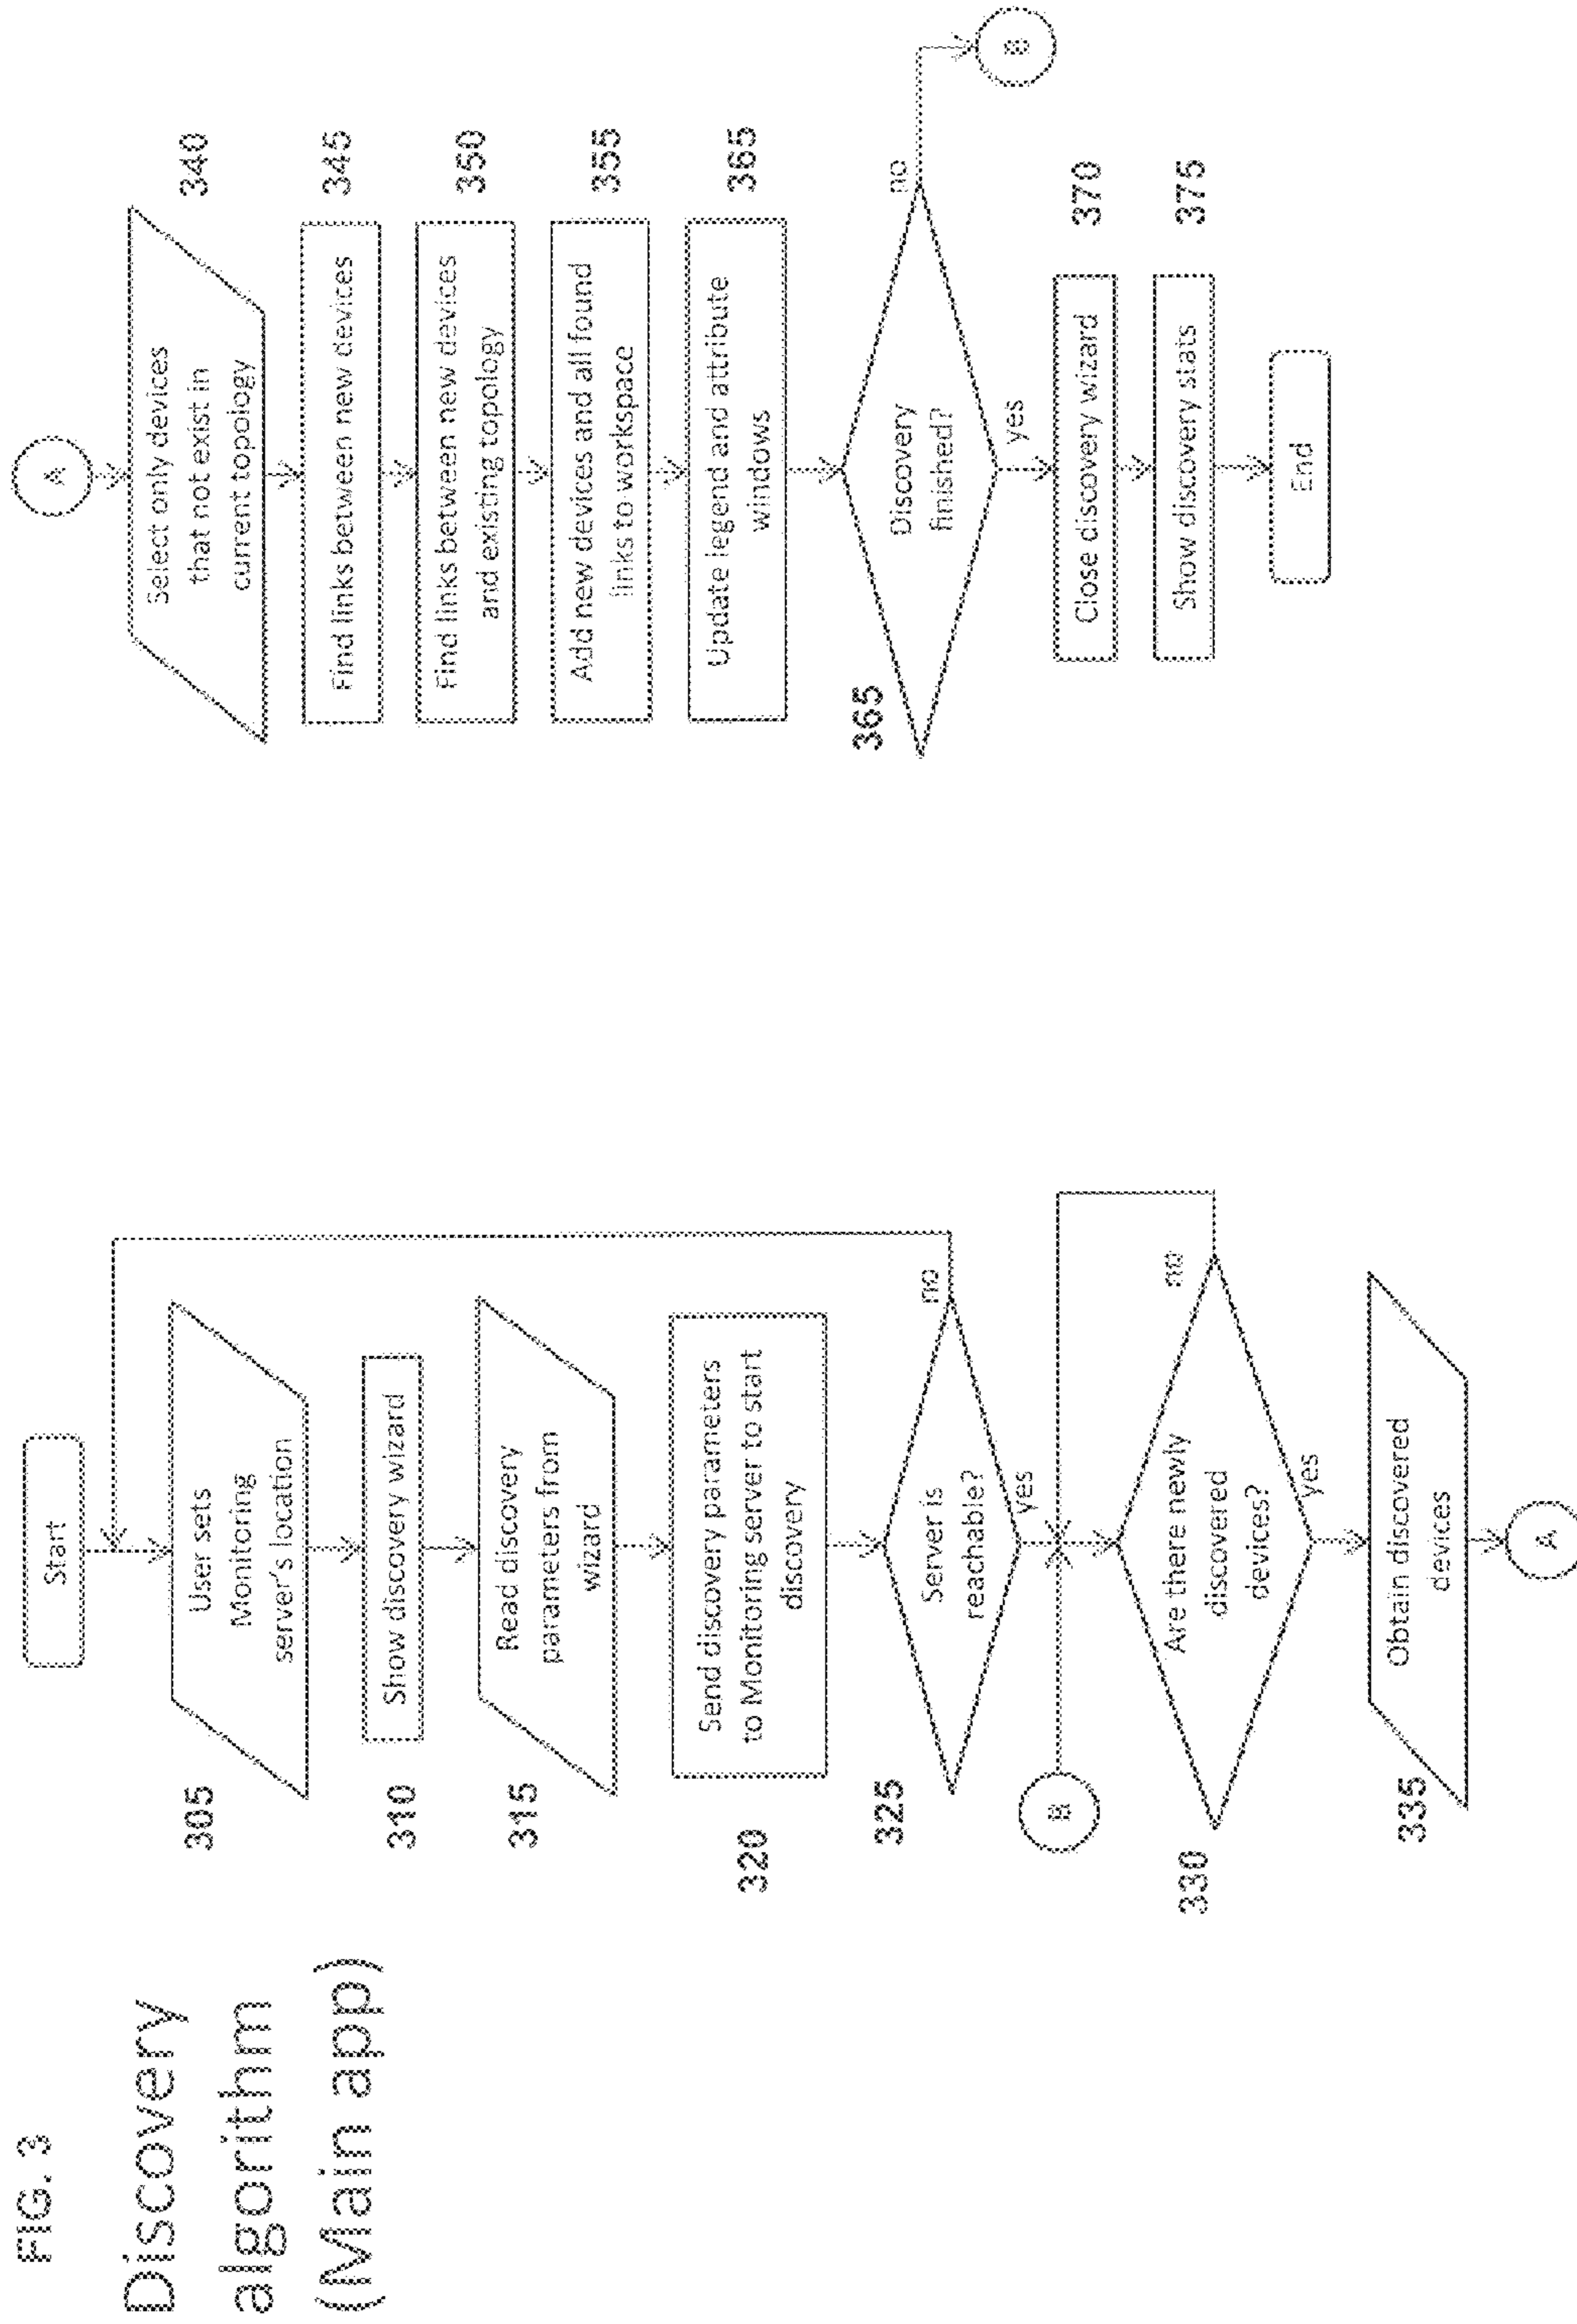 FIG. 3
Discovery
algorithm
(Main app)
Start
305
User sets
Monitoring
server's location
310
Show discovery wizard
315
Read discovery
parameters from
wizard
320
Send discovery parameters
to Monitoring server to start
discovery
325
Server is
reachable?
no
yes
B
330
Are there newly
discovered
devices?
no
yes
335
Obtain discovered
devices
A
A
Select only devices
that not exist in
current topology
340
Find links between new devices
345
Find links between new devices
and existing topology
350
Add new devices and all found
links to workspace
355
Update legend and attribute
windows
365
365
Discovery
finished?
no
B
yes
Close discovery wizard
370
Show discovery stats
375
End